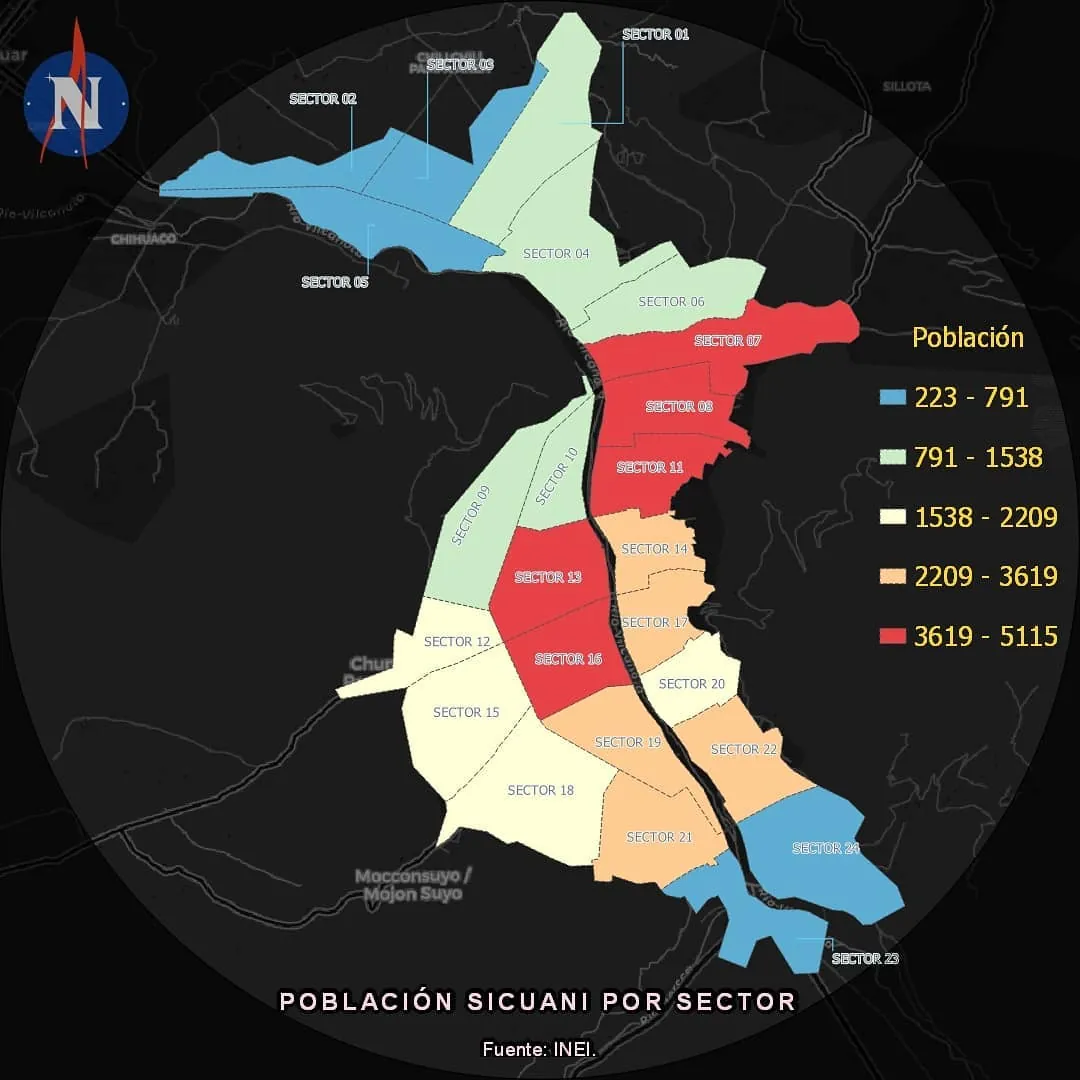 SECTOR 01
SECTOR 03
SILLOTA
SECTOR 02
N
CHIHUACO
SECTOR 04
SECTOR 05
SECTOR 06
Población
SECTOR 07
223 - 791
SECTOR 08
791 - 1538
SECTOR 11
SECTOR 10
SECTOR 09
1538 - 2209
SECTOR 14
SECTOR 13
2209 - 3619
SECTOR 17
SECTOR 12
3619 - 5115
SECTOR 16
SECTOR 20
SECTOR 15
SECTOR 19
SECTOR 22
SECTOR 18
SECTOR 21
SECTOR 24
Mocconsuyo /
Mojon Suyo
SECTOR 23
POBLACIÓN SICUANI POR SECTOR
Fuente: INEI.